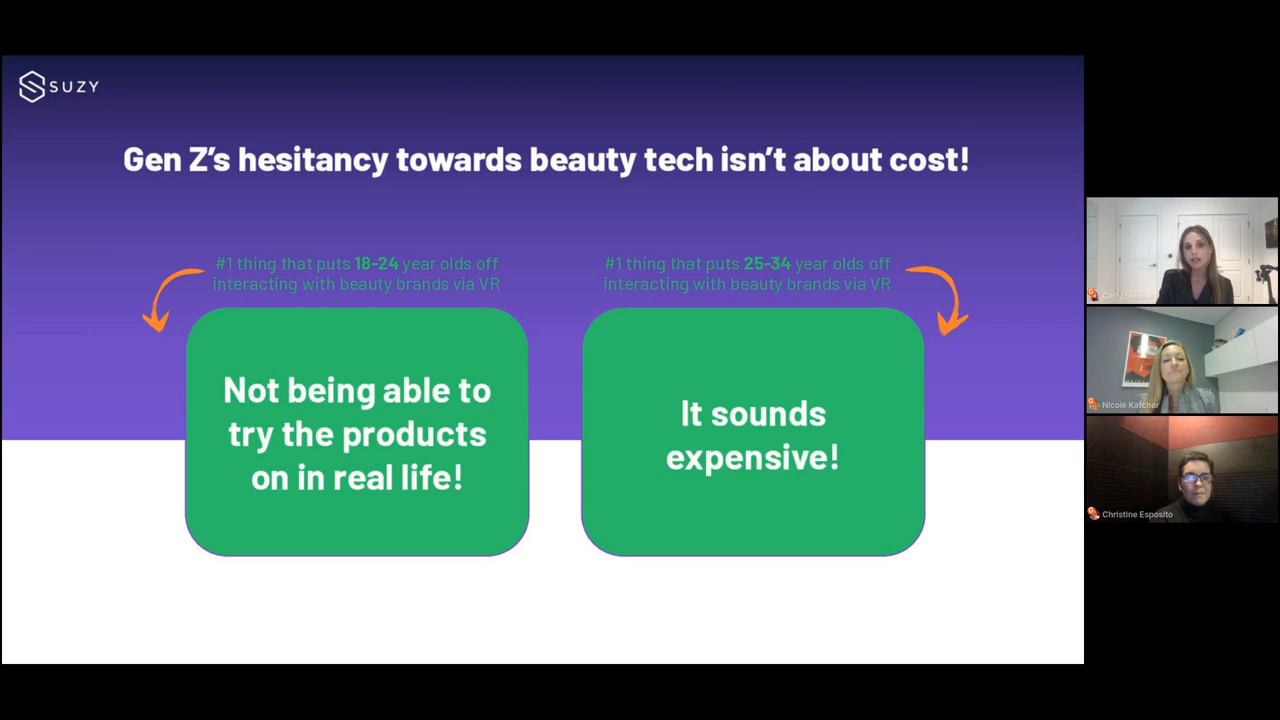 SUZY
Gen Z's hesitancy towards beauty tech isn't about cost!
#1 thing that puts 18-24 year olds off
interacting with beauty brands via VR
#1 thing that puts 25-34 year olds off
interacting with beauty brands via VR
Not being able to
try the products
on in real life!
It sounds
expensive!
Nicole Katcher
Christine Esposito